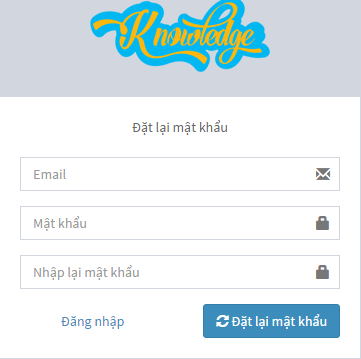 Knowledge
Đặt lại mật khẩu
Email
Mật khẩu
Nhập lại mật khẩu
Đăng nhập
Đặt lại mật khẩu